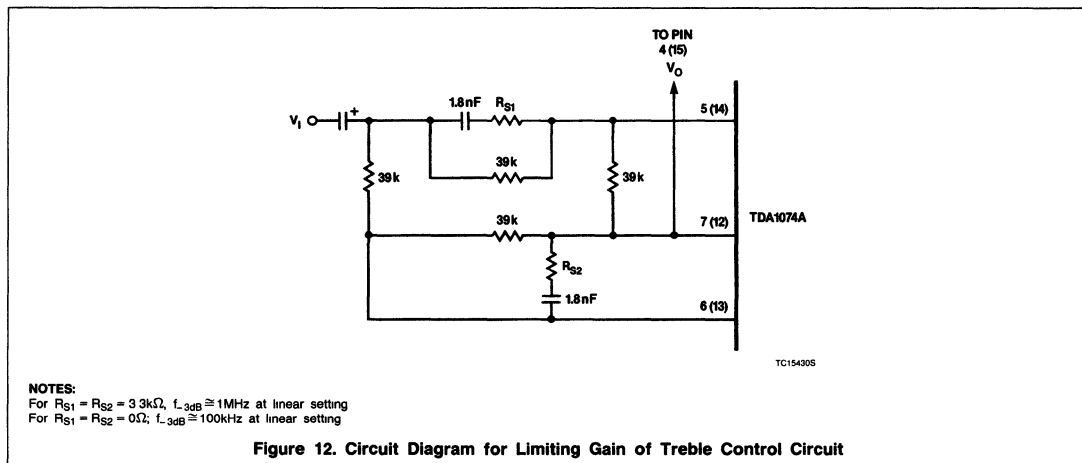 TO PIN
4 (15)
V_O
1.8nF
R_S1
5 (14)
V_I
+
39k
39k
39k
TDA1074A
39k
7 (12)
R_S2
1.8nF
6 (13)
TC15430S
NOTES:
For R_S1 = R_S2 = 3 3kΩ, f_-3dB ≅ 1MHz at linear setting
For R_S1 = R_S2 = 0Ω; f_-3dB ≅ 100kHz at linear setting
Figure 12. Circuit Diagram for Limiting Gain of Treble Control Circuit